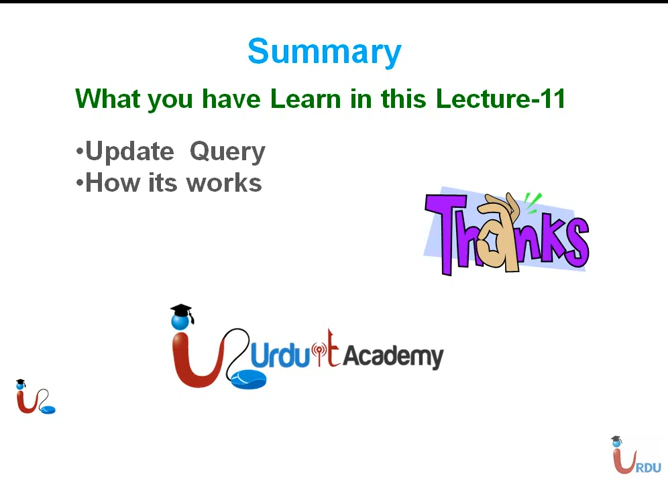 Summary
What you have Learn in this Lecture-11
•Update Query
•How its works
Thanks
Urdu it Academy
URDU